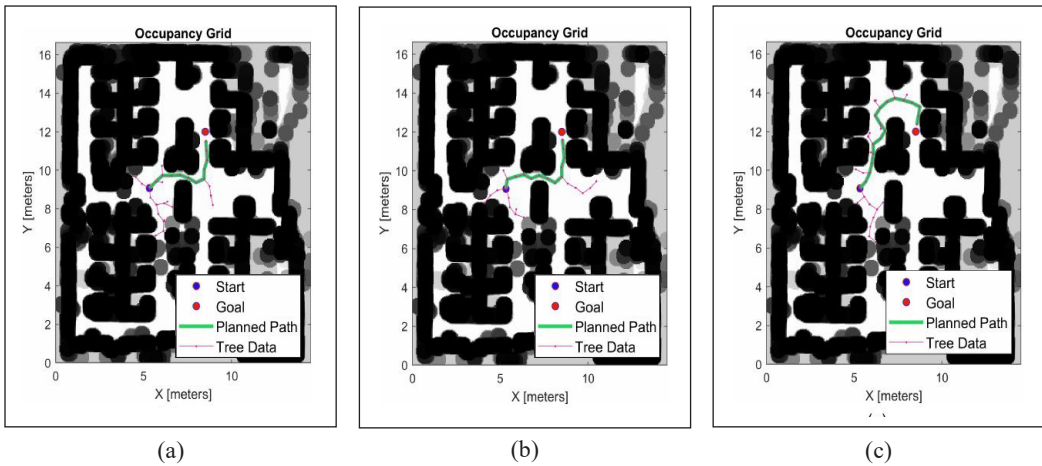 Occupancy Grid
16
14
12
10
8
6
4
2
0
Y [meters]
Start
Goal
Planned Path
Tree Data
0 5 10
X [meters]
(a)
Occupancy Grid
16
14
12
10
8
6
4
2
0
Y [meters]
Start
Goal
Planned Path
Tree Data
0 5 10
X [meters]
(b)
Occupancy Grid
16
14
12
10
8
6
4
2
0
Y [meters]
Start
Goal
Planned Path
Tree Data
0 5 10
X [meters]
(c)